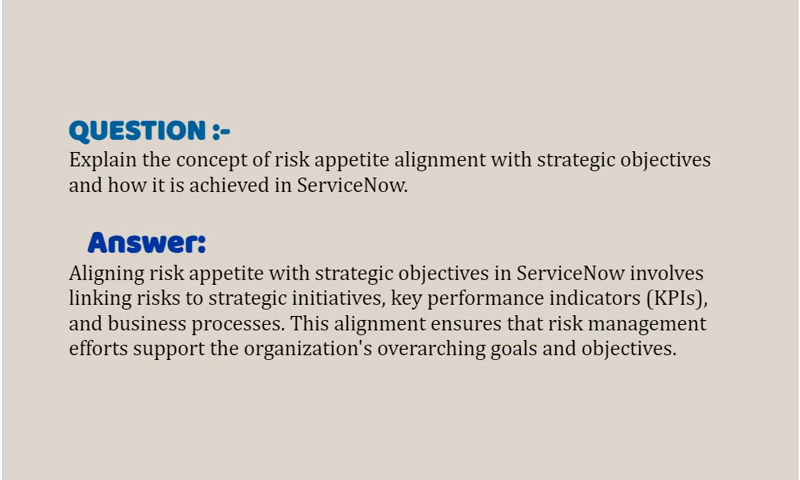 QUESTION :-
Explain the concept of risk appetite alignment with strategic objectives
and how it is achieved in ServiceNow.
Answer:
Aligning risk appetite with strategic objectives in ServiceNow involves
linking risks to strategic initiatives, key performance indicators (KPIs),
and business processes. This alignment ensures that risk management
efforts support the organization's overarching goals and objectives.